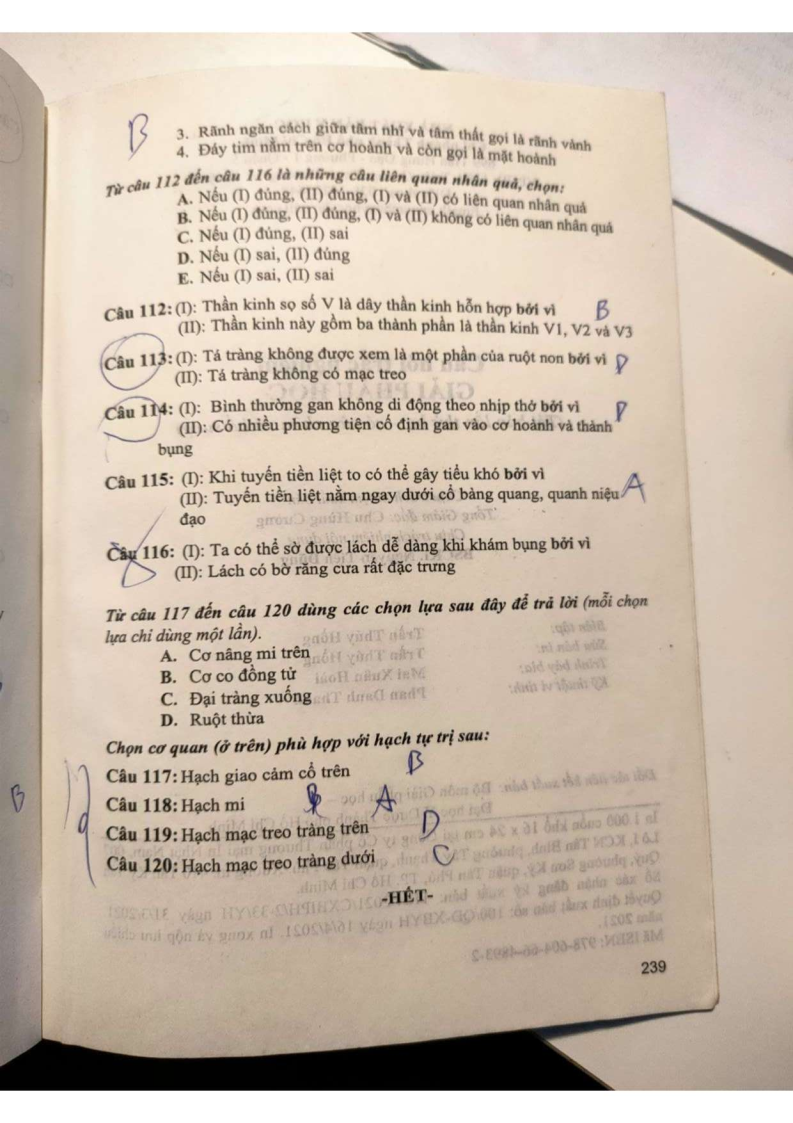 B
3. Rãnh ngăn cách giữa tâm nhĩ và tâm thất gọi là rãnh vành
4. Đáy tim nằm trên cơ hoành và còn gọi là mặt hoành
Từ câu 112 đến câu 116 là những câu liên quan nhân quả, chọn:
A. Nếu (I) đúng, (II) đúng, (I) và (II) có liên quan nhân quả
B. Nếu (I) đúng, (II) đúng, (I) và (II) không có liên quan nhân quả
C. Nếu (I) đúng, (II) sai
D. Nếu (I) sai, (II) đúng
E. Nếu (I) sai, (II) sai
Câu 112: (I): Thần kinh sọ số V là dây thần kinh hỗn hợp bởi vì B
(II): Thần kinh này gồm ba thành phần là thần kinh V1, V2 và V3
Câu 113: (I): Tá tràng không được xem là một phần của ruột non bởi vì D
(II): Tá tràng không có mạc treo
Câu 114: (I): Bình thường gan không di động theo nhịp thở bởi vì D
(II): Có nhiều phương tiện cố định gan vào cơ hoành và thành
bụng
Câu 115: (I): Khi tuyến tiền liệt to có thể gây tiểu khó bởi vì
(II): Tuyến tiền liệt nằm ngay dưới cổ bàng quang, quanh niệu A
đạo
Câu 116: (I): Ta có thể sờ được lách dễ dàng khi khám bụng bởi vì
(II): Lách có bờ răng cưa rất đặc trưng
Từ câu 117 đến câu 120 dùng các chọn lựa sau đây để trả lời (mỗi chọn
lựa chỉ dùng một lần).
A. Cơ nâng mi trên
B. Cơ co đồng tử
C. Đại tràng xuống
D. Ruột thừa
Chọn cơ quan (ở trên) phù hợp với hạch tự trị sau:
Câu 117: Hạch giao cảm cổ trên B
Câu 118: Hạch mi A
Câu 119: Hạch mạc treo tràng trên D
Câu 120: Hạch mạc treo tràng dưới C
-HẾT-
239
B